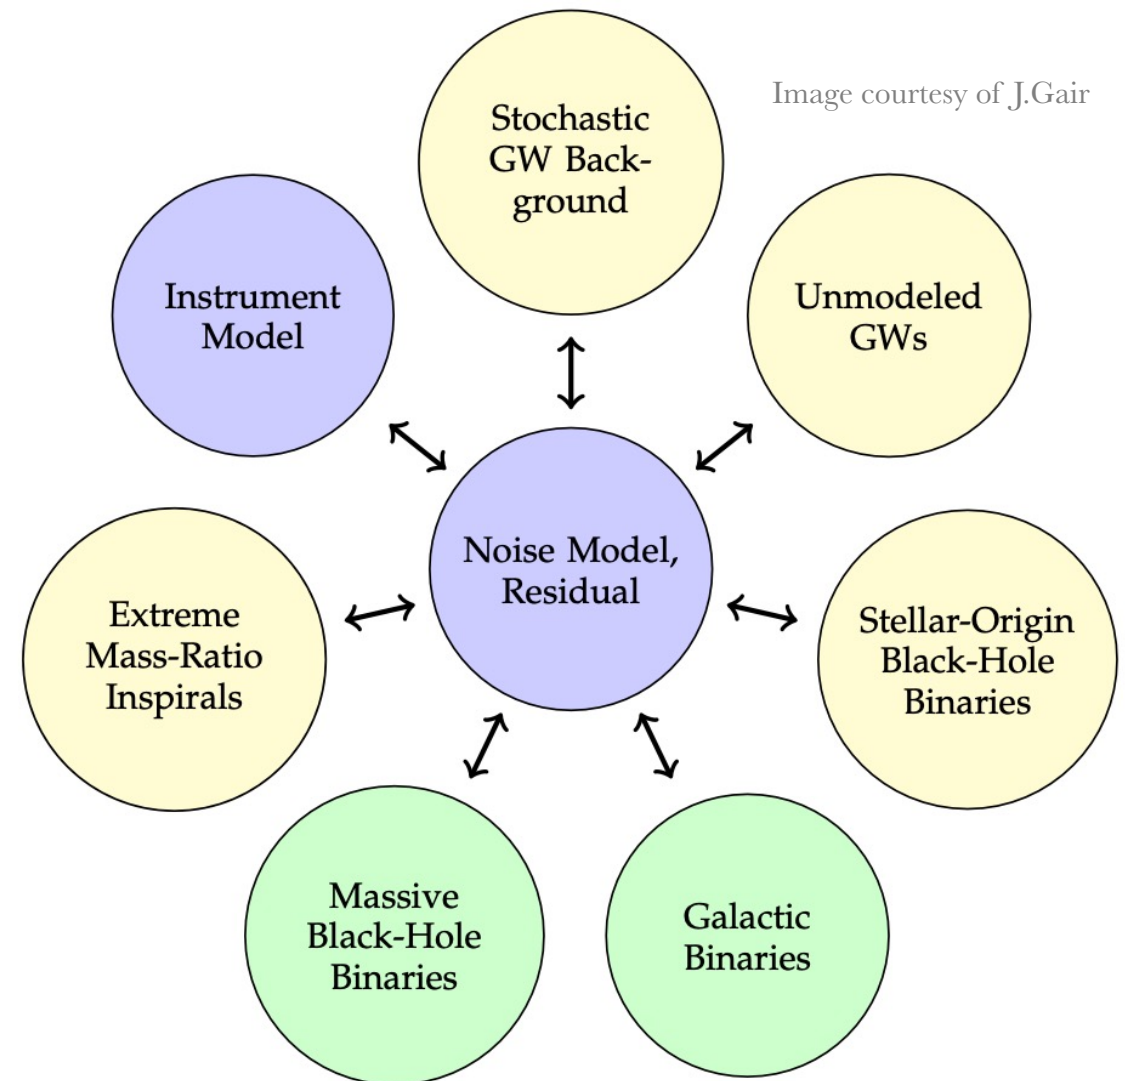 Image courtesy of J.Gair
Stochastic
GW Back-
ground
Instrument
Model
Unmodeled
GWs
Noise Model,
Residual
Extreme
Mass-Ratio
Inspirals
Stellar-Origin
Black-Hole
Binaries
Massive
Black-Hole
Binaries
Galactic
Binaries